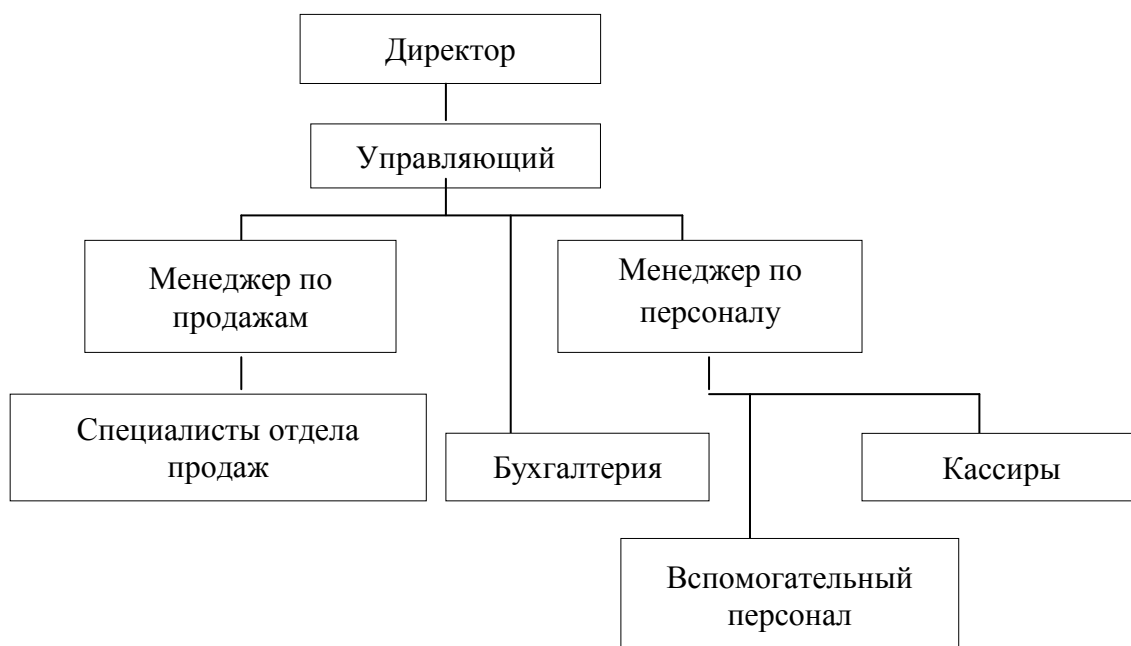 Директор
Управляющий
Менеджер по
продажам
Менеджер по
персоналу
Специалисты отдела
продаж
Бухгалтерия
Кассиры
Вспомогательный
персонал